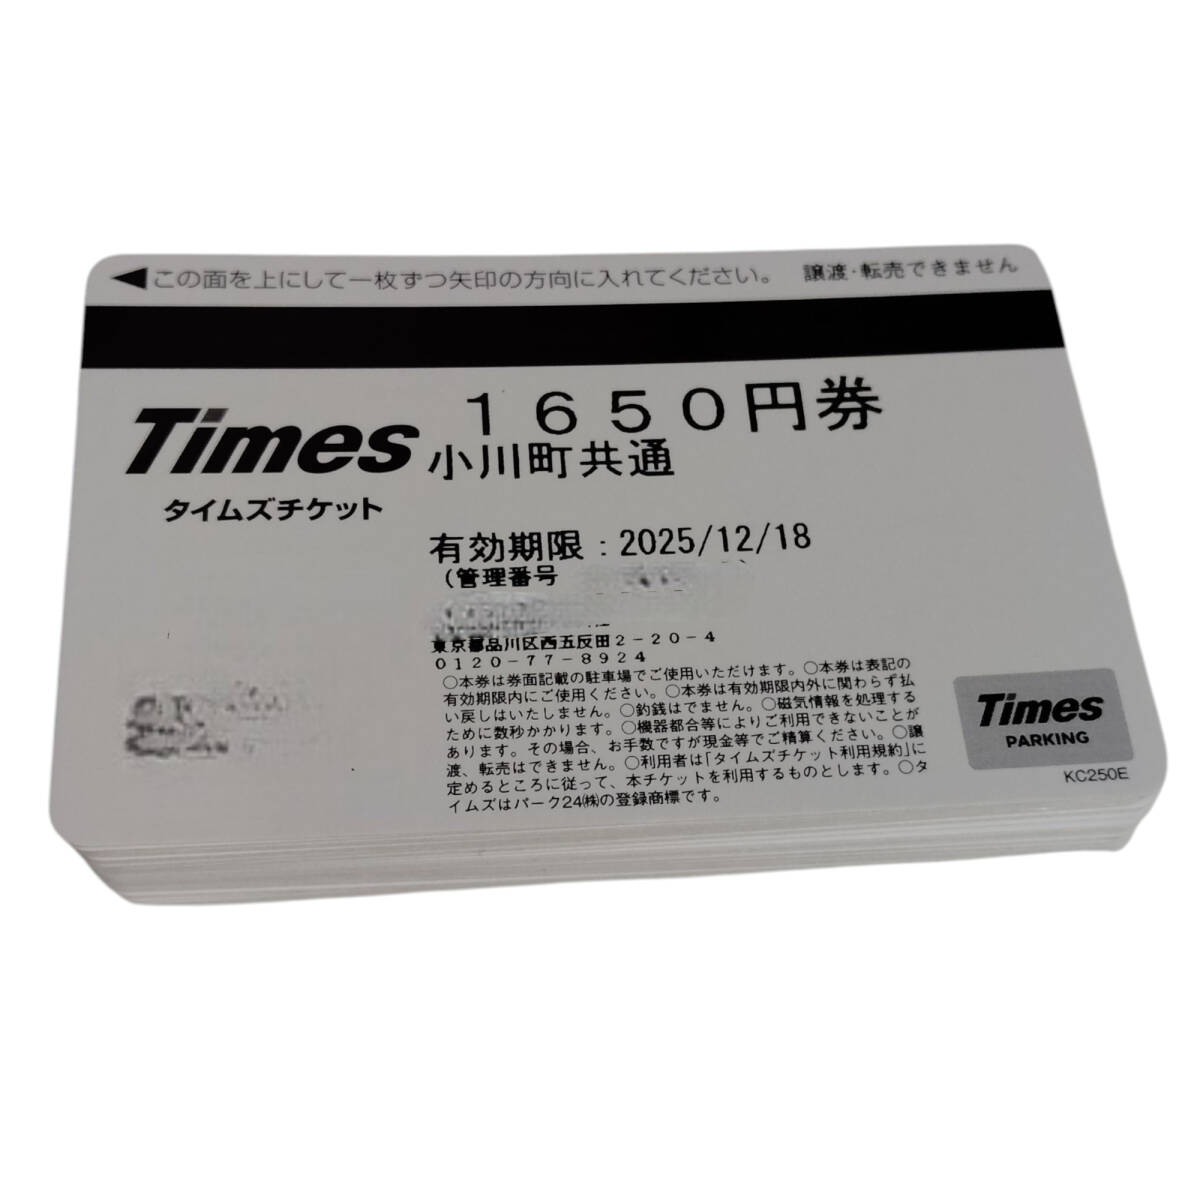 ◀この面を上にして一枚ずつ矢印の方向に入れてください。 譲渡・転売できません
Times
タイムズチケット
1650円券
小川町共通
有効期限:2025/12/18
(管理番号
東京都品川区西五反田2-20-4
0120-77-8924
○本券は券面記載の駐車場でご使用いただけます。○本券は表記の
有効期限内にご使用ください。○本券は有効期限内外に関わらず払
い戻しはいたしません。○釣銭はでません。○磁気情報を処理する
ために数秒かかります。○機器都合等によりご利用できないことが
あります。その場合、お手数ですが現金等でご精算ください。○譲
渡、転売はできません。○利用者は「タイムズチケット利用規約」に
定めるところに従って、本チケットを利用するものとします。○タ
イムズはパーク24㈱の登録商標です。
Times
PARKING
KC250E